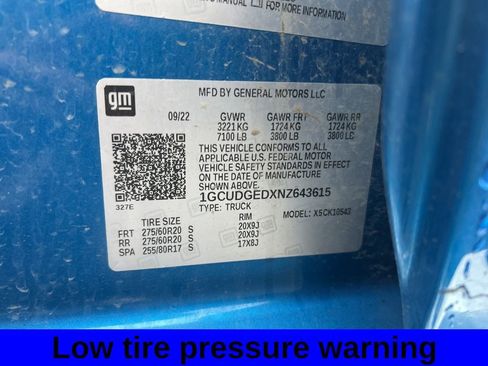 MANUAL
FOR MORE INFORMATION
gm
MFD BY GENERAL MOTORS LLC
09/22 GVWR GAWR FRT GAWR RR
3221 KG 1724 KG 1724 KG
7100 LB 3800 LB 3800 LB
THIS VEHICLE CONFORMS TO ALL
APPLICABLE U.S. FEDERAL MOTOR
VEHICLE SAFETY STANDARDS IN EFFECT
ON THE DATE OF MANUFACTURE SHOWN ABOVE.
1GCUDGEDXNZ643615
327E TYPE: TRUCK MODEL: X5CK10543
TIRE SIZE RIM
FRT 275/60R20 S 20X9J
RR 275/60R20 S 20X9J
SPA 255/80R17 S 17X8J
Low tire pressure warning